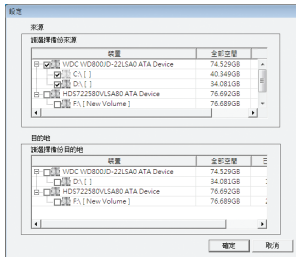 設定
來源
請選擇備份來源
裝置 全部空間
WDC WD800JD-22LSA0 ATA Device 74.529GB
C:\ [ ] 40.349GB
D:\ [ ] 34.081GB
HDS722580VLSA80 ATA Device 76.692GB
F:\ [ New Volume ] 76.689GB
目的地
請選擇備份目的地
裝置 全部空間
WDC WD800JD-22LSA0 ATA Device 74.529GB
D:\ [ ] 34.081GB
HDS722580VLSA80 ATA Device 76.692GB
F:\ [ New Volume ] 76.689GB
確定 取消